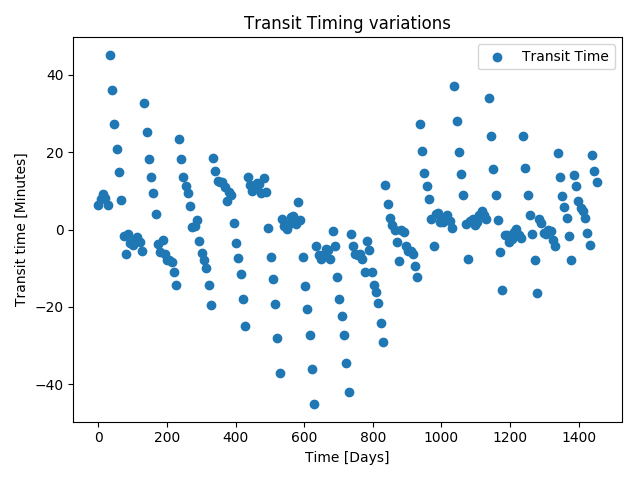 Transit Timing variations
Transit Time
Transit time [Minutes]
40
20
0
−20
−40
0 200 400 600 800 1000 1200 1400
Time [Days]